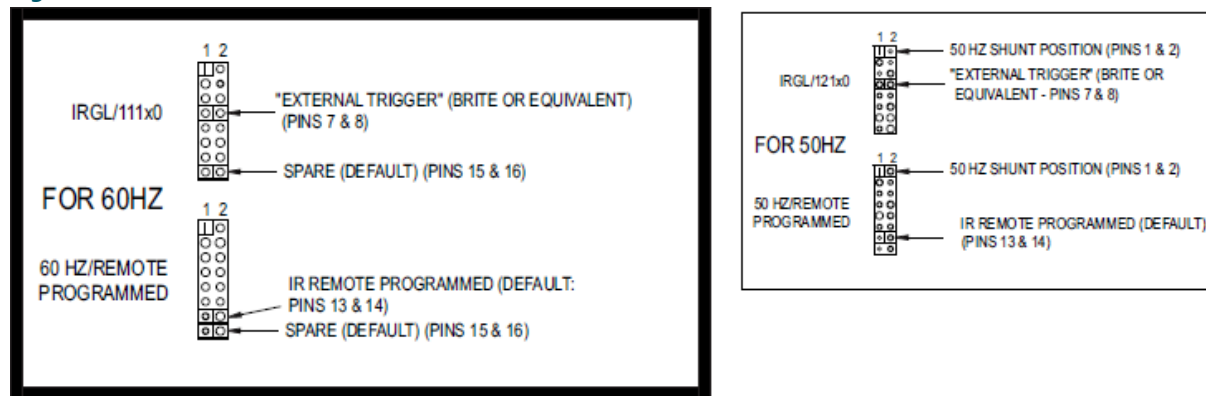 1 2
IRGL/111x0
"EXTERNAL TRIGGER" (BRITE OR EQUIVALENT)
(PINS 7 & 8)
SPARE (DEFAULT) (PINS 15 & 16)
FOR 60HZ
1 2
60 HZ/REMOTE
PROGRAMMED
IR REMOTE PROGRAMMED (DEFAULT:
PINS 13 & 14)
SPARE (DEFAULT) (PINS 15 & 16)
1 2
50 HZ SHUNT POSITION (PINS 1 & 2)
IRGL/121x0
"EXTERNAL TRIGGER" (BRITE OR
EQUIVALENT - PINS 7 & 8)
FOR 50HZ
1 2
50 HZ SHUNT POSITION (PINS 1 & 2)
50 HZ/REMOTE
PROGRAMMED
IR REMOTE PROGRAMMED (DEFAULT)
(PINS 13 & 14)